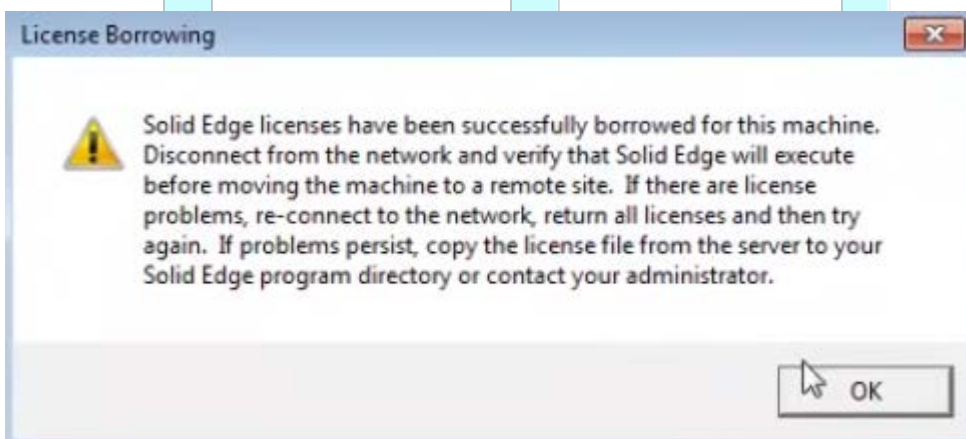 License Borrowing
Solid Edge licenses have been successfully borrowed for this machine.
Disconnect from the network and verify that Solid Edge will execute
before moving the machine to a remote site.  If there are license
problems, re-connect to the network, return all licenses and then try
again.  If problems persist, copy the license file from the server to your
Solid Edge program directory or contact your administrator.
OK